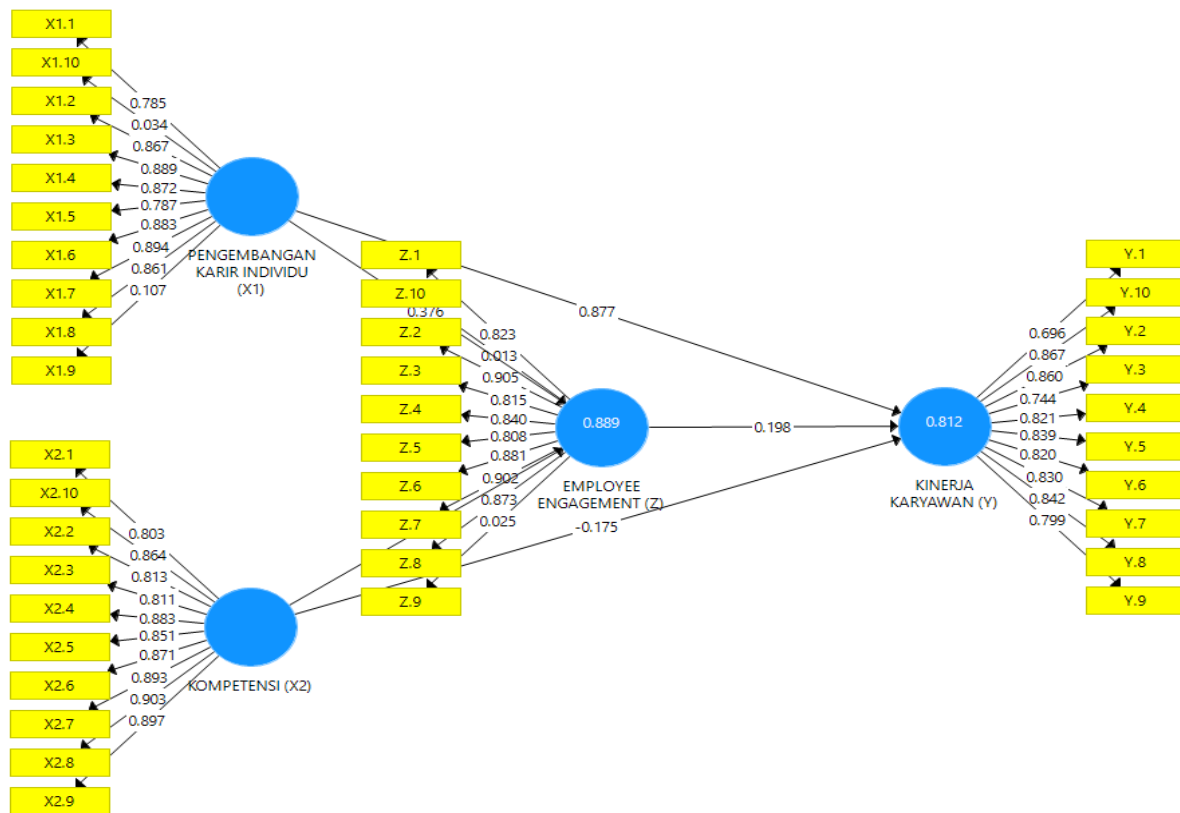 X1.1
X1.10
X1.2
X1.3
X1.4
X1.5
X1.6
X1.7
X1.8
X1.9
0.785
0.034
0.867
0.889
0.872
0.787
0.883
0.894
0.861
0.107
PENGEMBANGAN
KARIR INDIVIDU
(X1)
X2.1
X2.10
X2.2
X2.3
X2.4
X2.5
X2.6
X2.7
X2.8
X2.9
0.803
0.864
0.813
0.811
0.883
0.851
0.871
0.893
0.903
0.897
KOMPETENSI (X2)
Z.1
Z.10
Z.2
Z.3
Z.4
Z.5
Z.6
Z.7
Z.8
Z.9
0.376
0.823
0.013
0.905
0.815
0.840
0.808
0.881
0.902
0.873
0.025
0.889
EMPLOYEE
ENGAGEMENT (Z)
0.877
0.198
-0.175
0.812
KINERJA
KARYAWAN (Y)
0.696
0.867
0.860
0.744
0.821
0.839
0.820
0.830
0.842
0.799
Y.1
Y.10
Y.2
Y.3
Y.4
Y.5
Y.6
Y.7
Y.8
Y.9